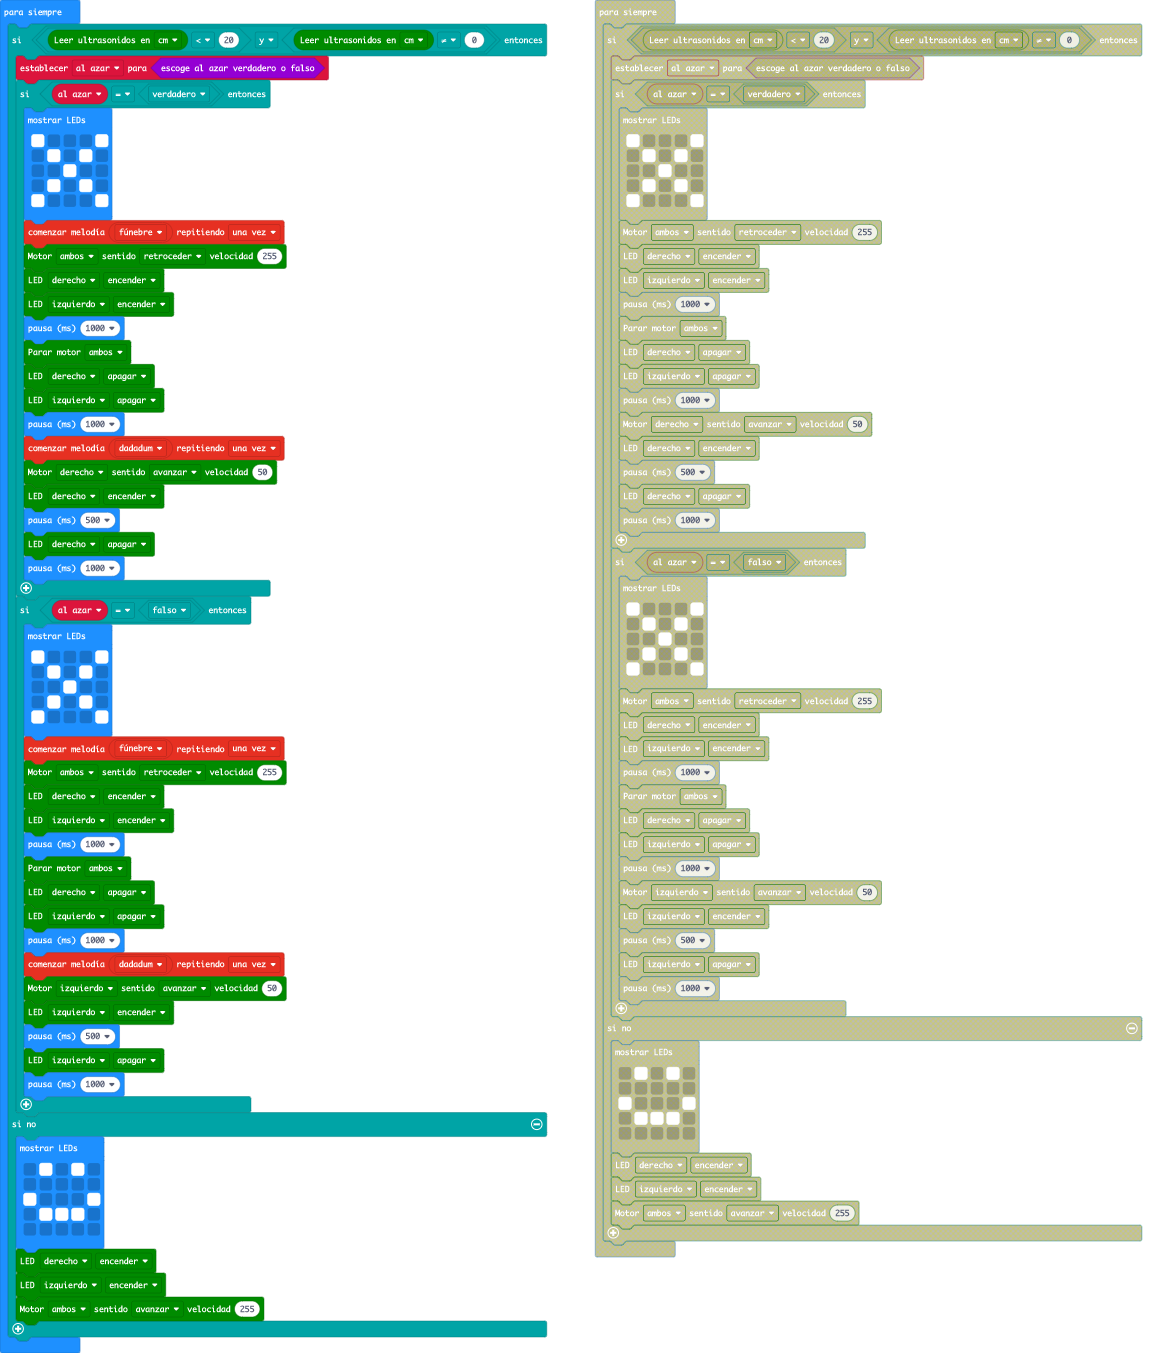 para siempre
si Leer ultrasonidos en cm < 20 y Leer ultrasonidos en cm ≠ 0 entonces
establecer al azar para escoge al azar verdadero o falso
si al azar = verdadero entonces
mostrar LEDs
comenzar melodía fúnebre repitiendo una vez
Motor ambos sentido retroceder velocidad 255
LED derecho encender
LED izquierdo encender
pausa (ms) 1000
Parar motor ambos
LED derecho apagar
LED izquierdo apagar
pausa (ms) 1000
comenzar melodía dadadum repitiendo una vez
Motor derecho sentido avanzar velocidad 50
LED derecho encender
pausa (ms) 500
LED derecho apagar
pausa (ms) 1000
si al azar = falso entonces
mostrar LEDs
comenzar melodía fúnebre repitiendo una vez
Motor ambos sentido retroceder velocidad 255
LED derecho encender
LED izquierdo encender
pausa (ms) 1000
Parar motor ambos
LED derecho apagar
LED izquierdo apagar
pausa (ms) 1000
comenzar melodía dadadum repitiendo una vez
Motor izquierdo sentido avanzar velocidad 50
LED izquierdo encender
pausa (ms) 500
LED izquierdo apagar
pausa (ms) 1000
si no
mostrar LEDs
LED derecho encender
LED izquierdo encender
Motor ambos sentido avanzar velocidad 255
para siempre
si Leer ultrasonidos en cm < 20 y Leer ultrasonidos en cm ≠ 0 entonces
establecer al azar para escoge al azar verdadero o falso
si al azar = verdadero entonces
mostrar LEDs
Motor ambos sentido retroceder velocidad 255
LED derecho encender
LED izquierdo encender
pausa (ms) 1000
Parar motor ambos
LED derecho apagar
LED izquierdo apagar
pausa (ms) 1000
Motor derecho sentido avanzar velocidad 50
LED derecho encender
pausa (ms) 500
LED derecho apagar
pausa (ms) 1000
si al azar = falso entonces
mostrar LEDs
Motor ambos sentido retroceder velocidad 255
LED derecho encender
LED izquierdo encender
pausa (ms) 1000
Parar motor ambos
LED derecho apagar
LED izquierdo apagar
pausa (ms) 1000
Motor izquierdo sentido avanzar velocidad 50
LED izquierdo encender
pausa (ms) 500
LED izquierdo apagar
pausa (ms) 1000
si no
mostrar LEDs
LED derecho encender
LED izquierdo encender
Motor ambos sentido avanzar velocidad 255